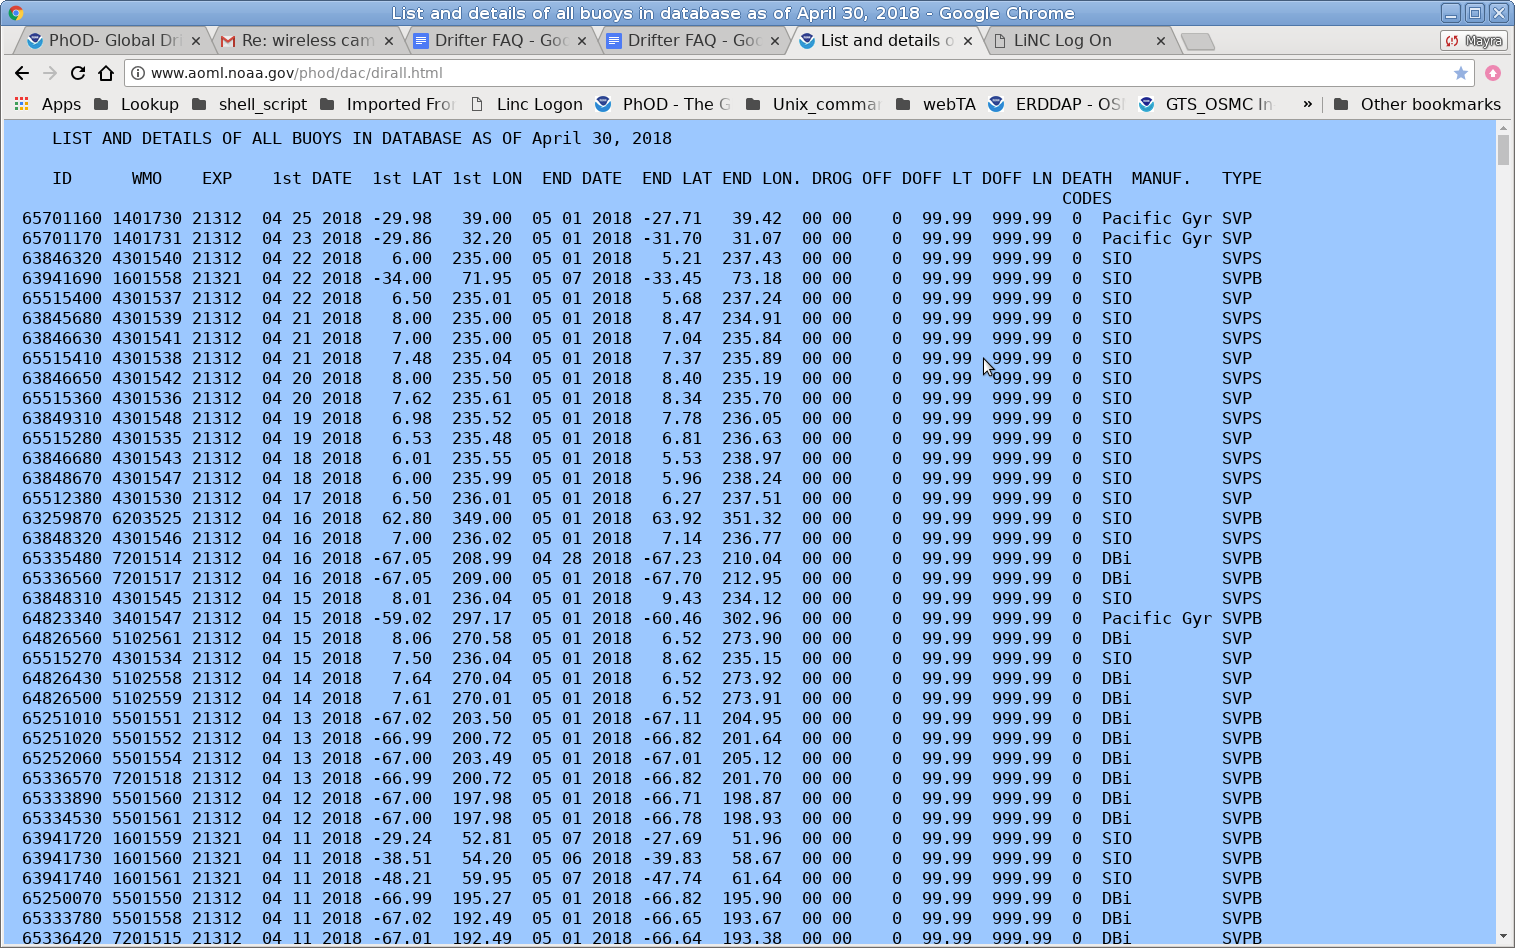 List and details of all buoys in database as of April 30, 2018 - Google Chrome
PhOD- Global Dri Re: wireless cam Drifter FAQ - Goo Drifter FAQ - Goo List and details o LiNC Log On Mayra
www.aoml.noaa.gov/phod/dac/dirall.html
Apps Lookup shell_script Imported Fro Linc Logon PhOD - The G Unix_comma webTA ERDDAP - OS GTS_OSMC In » Other bookmarks
LIST AND DETAILS OF ALL BUOYS IN DATABASE AS OF April 30, 2018
ID WMO EXP 1st DATE 1st LAT 1st LON END DATE END LAT END LON. DROG OFF DOFF LT DOFF LN DEATH MANUF. TYPE
CODES
65701160 1401730 21312 04 25 2018 -29.98 39.00 05 01 2018 -27.71 39.42 00 00 0 99.99 999.99 0 Pacific Gyr SVP
65701170 1401731 21312 04 23 2018 -29.86 32.20 05 01 2018 -31.70 31.07 00 00 0 99.99 999.99 0 Pacific Gyr SVP
63846320 4301540 21312 04 22 2018 6.00 235.00 05 01 2018 5.21 237.43 00 00 0 99.99 999.99 0 SIO SVPS
63941690 1601558 21321 04 22 2018 -34.00 71.95 05 07 2018 -33.45 73.18 00 00 0 99.99 999.99 0 SIO SVPB
65515400 4301537 21312 04 22 2018 6.50 235.01 05 01 2018 5.68 237.24 00 00 0 99.99 999.99 0 SIO SVP
63845680 4301539 21312 04 21 2018 8.00 235.00 05 01 2018 8.47 234.91 00 00 0 99.99 999.99 0 SIO SVPS
63846630 4301541 21312 04 21 2018 7.00 235.00 05 01 2018 7.04 235.84 00 00 0 99.99 999.99 0 SIO SVPS
65515410 4301538 21312 04 21 2018 7.48 235.04 05 01 2018 7.37 235.89 00 00 0 99.99 999.99 0 SIO SVP
63846650 4301542 21312 04 20 2018 8.00 235.50 05 01 2018 8.40 235.19 00 00 0 99.99 999.99 0 SIO SVPS
65515360 4301536 21312 04 20 2018 7.62 235.61 05 01 2018 8.34 235.70 00 00 0 99.99 999.99 0 SIO SVP
63849310 4301548 21312 04 19 2018 6.98 235.52 05 01 2018 7.78 236.05 00 00 0 99.99 999.99 0 SIO SVPS
65515280 4301535 21312 04 19 2018 6.53 235.48 05 01 2018 6.81 236.63 00 00 0 99.99 999.99 0 SIO SVP
63846680 4301543 21312 04 18 2018 6.01 235.55 05 01 2018 5.53 238.97 00 00 0 99.99 999.99 0 SIO SVPS
63848670 4301547 21312 04 18 2018 6.00 235.99 05 01 2018 5.96 238.24 00 00 0 99.99 999.99 0 SIO SVPS
65512380 4301530 21312 04 17 2018 6.50 236.01 05 01 2018 6.27 237.51 00 00 0 99.99 999.99 0 SIO SVP
63259870 6203525 21312 04 16 2018 62.80 349.00 05 01 2018 63.92 351.32 00 00 0 99.99 999.99 0 SIO SVPB
63848320 4301546 21312 04 16 2018 7.00 236.02 05 01 2018 7.14 236.77 00 00 0 99.99 999.99 0 SIO SVPS
65335480 7201514 21312 04 16 2018 -67.05 208.99 04 28 2018 -67.23 210.04 00 00 0 99.99 999.99 0 DBi SVPB
65336560 7201517 21312 04 16 2018 -67.05 209.00 05 01 2018 -67.70 212.95 00 00 0 99.99 999.99 0 DBi SVPB
63848310 4301545 21312 04 15 2018 8.01 236.04 05 01 2018 9.43 234.12 00 00 0 99.99 999.99 0 SIO SVPS
64823340 3401547 21312 04 15 2018 -59.02 297.17 05 01 2018 -60.46 302.96 00 00 0 99.99 999.99 0 Pacific Gyr SVPB
64826560 5102561 21312 04 15 2018 8.06 270.58 05 01 2018 6.52 273.90 00 00 0 99.99 999.99 0 DBi SVP
65515270 4301534 21312 04 15 2018 7.50 236.04 05 01 2018 8.62 235.15 00 00 0 99.99 999.99 0 SIO SVP
64826430 5102558 21312 04 14 2018 7.64 270.04 05 01 2018 6.52 273.92 00 00 0 99.99 999.99 0 DBi SVP
64826500 5102559 21312 04 14 2018 7.61 270.01 05 01 2018 6.52 273.91 00 00 0 99.99 999.99 0 DBi SVP
65251010 5501551 21312 04 13 2018 -67.02 203.50 05 01 2018 -67.11 204.95 00 00 0 99.99 999.99 0 DBi SVPB
65251020 5501552 21312 04 13 2018 -66.99 200.72 05 01 2018 -66.82 201.64 00 00 0 99.99 999.99 0 DBi SVPB
65252060 5501554 21312 04 13 2018 -67.00 203.49 05 01 2018 -67.01 205.12 00 00 0 99.99 999.99 0 DBi SVPB
65336570 7201518 21312 04 13 2018 -66.99 200.72 05 01 2018 -66.82 201.70 00 00 0 99.99 999.99 0 DBi SVPB
65333890 5501560 21312 04 12 2018 -67.00 197.98 05 01 2018 -66.71 198.87 00 00 0 99.99 999.99 0 DBi SVPB
65334530 5501561 21312 04 12 2018 -67.00 197.98 05 01 2018 -66.78 198.93 00 00 0 99.99 999.99 0 DBi SVPB
63941720 1601559 21321 04 11 2018 -29.24 52.81 05 07 2018 -27.69 51.96 00 00 0 99.99 999.99 0 SIO SVPB
63941730 1601560 21321 04 11 2018 -38.51 54.20 05 06 2018 -39.83 58.67 00 00 0 99.99 999.99 0 SIO SVPB
63941740 1601561 21321 04 11 2018 -48.21 59.95 05 07 2018 -47.74 61.64 00 00 0 99.99 999.99 0 SIO SVPB
65250070 5501550 21312 04 11 2018 -66.99 195.27 05 01 2018 -66.82 195.90 00 00 0 99.99 999.99 0 DBi SVPB
65333780 5501558 21312 04 11 2018 -67.02 192.49 05 01 2018 -66.65 193.67 00 00 0 99.99 999.99 0 DBi SVPB
65336420 7201515 21312 04 11 2018 -67.01 192.49 05 01 2018 -66.64 193.38 00 00 0 99.99 999.99 0 DBi SVPB